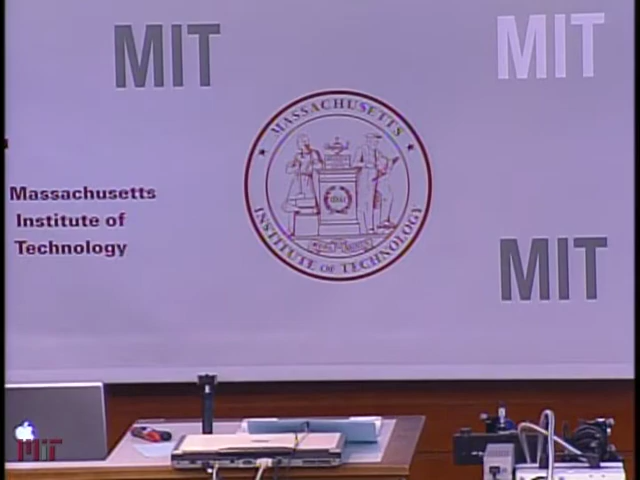 MIT
MIT
MASSACHUSETTS
INSTITUTE OF TECHNOLOGY
Massachusetts
Institute of
Technology
MIT
MIT